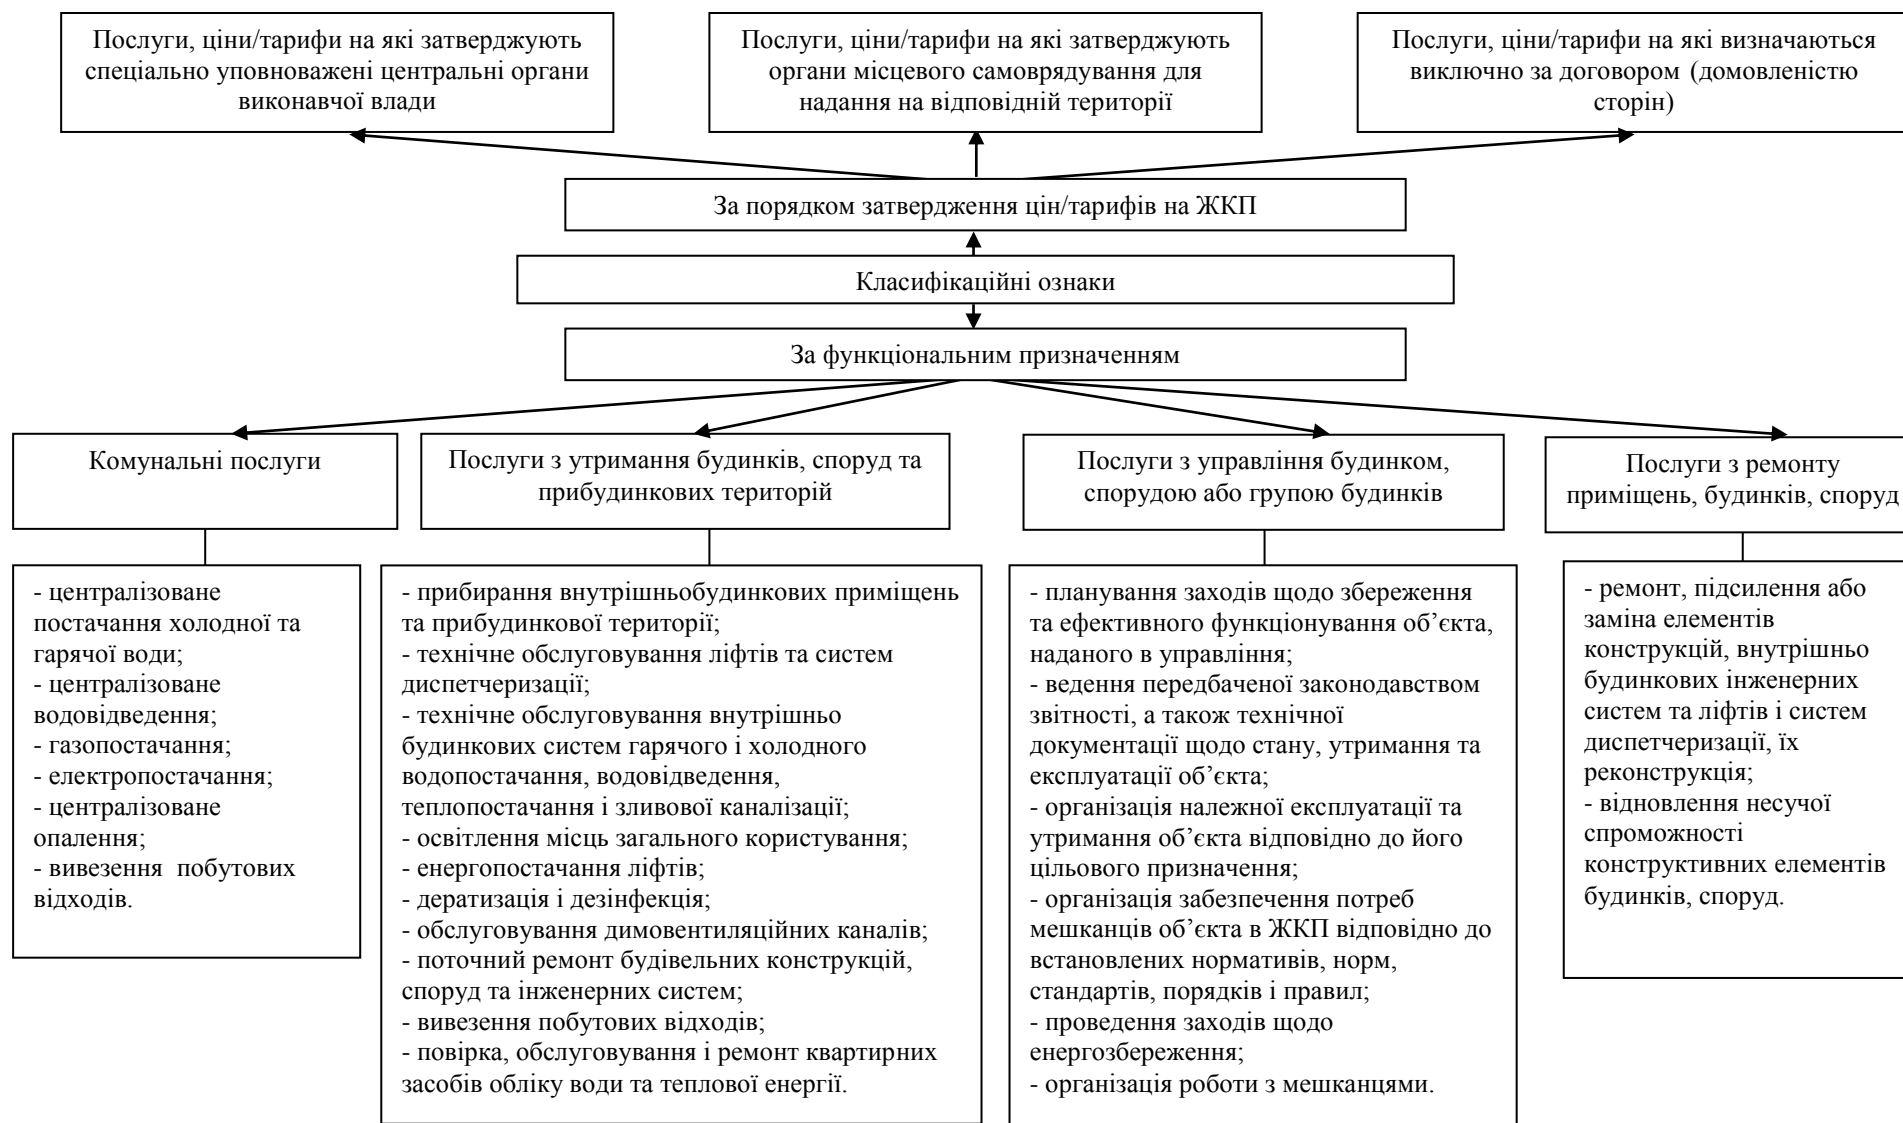 Послуги, ціни/тарифи на які затверджують
спеціально уповноважені центральні органи
виконавчої влади
Послуги, ціни/тарифи на які затверджують
органи місцевого самоврядування для
надання на відповідній території
Послуги, ціни/тарифи на які визначаються
виключно за договором (домовленістю
сторін)
За порядком затвердження цін/тарифів на ЖКП
Класифікаційні ознаки
За функціональним призначенням
Комунальні послуги
Послуги з утримання будинків, споруд та
прибудинкових територій
Послуги з управління будинком,
спорудою або групою будинків
Послуги з ремонту
приміщень, будинків, споруд
- централізоване
постачання холодної та
гарячої води;
- централізоване
водовідведення;
- газопостачання;
- електропостачання;
- централізоване
опалення;
- вивезення  побутових
відходів.
- прибирання внутрішньобудинкових приміщень
та прибудинкової території;
- технічне обслуговування ліфтів та систем
диспетчеризації;
- технічне обслуговування внутрішньо
будинкових систем гарячого і холодного
водопостачання, водовідведення,
теплопостачання і зливової каналізації;
- освітлення місць загального користування;
- енергопостачання ліфтів;
- дератизація і дезінфекція;
- обслуговування димовентиляційних каналів;
- поточний ремонт будівельних конструкцій,
споруд та інженерних систем;
- вивезення побутових відходів;
- повірка, обслуговування і ремонт квартирних
засобів обліку води та теплової енергії.
- планування заходів щодо збереження
та ефективного функціонування об’єкта,
наданого в управління;
- ведення передбаченої законодавством
звітності, а також технічної
документації щодо стану, утримання та
експлуатації об’єкта;
- організація належної експлуатації та
утримання об’єкта відповідно до його
цільового призначення;
- організація забезпечення потреб
мешканців об’єкта в ЖКП відповідно до
встановлених нормативів, норм,
стандартів, порядків і правил;
- проведення заходів щодо
енергозбереження;
- організація роботи з мешканцями.
- ремонт, підсилення або
заміна елементів
конструкцій, внутрішньо
будинкових інженерних
систем та ліфтів і систем
диспетчеризації, їх
реконструкція;
- відновлення несучої
спроможності
конструктивних елементів
будинків, споруд.